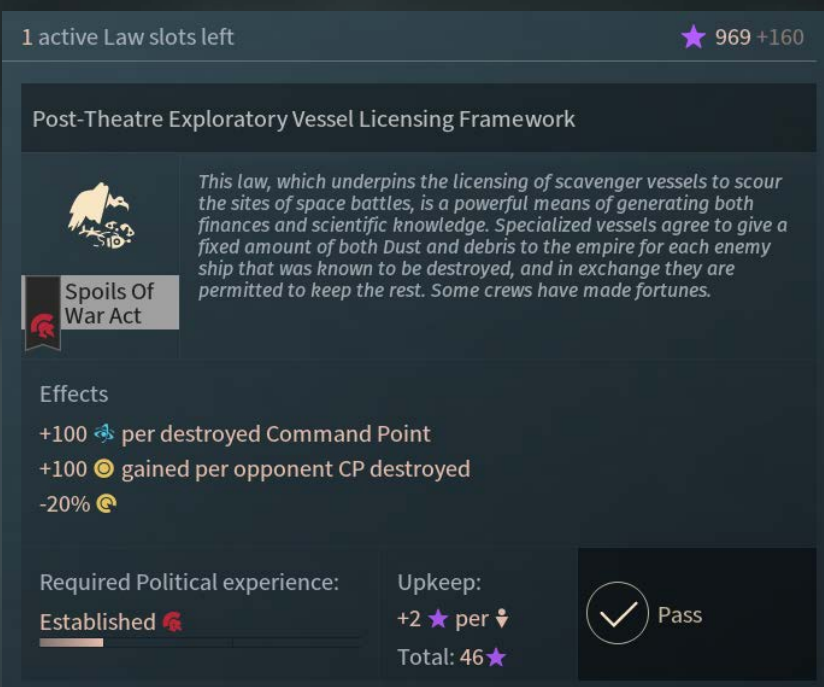 1 active Law slots left
969 +160
Post-Theatre Exploratory Vessel Licensing Framework
This law, which underpins the licensing of scavenger vessels to scour
the sites of space battles, is a powerful means of generating both
finances and scientific knowledge. Specialized vessels agree to give a
fixed amount of both Dust and debris to the empire for each enemy
ship that was known to be destroyed, and in exchange they are
permitted to keep the rest. Some crews have made fortunes.
Spoils Of
War Act
Effects
+100 per destroyed Command Point
+100 gained per opponent CP destroyed
-20%
Required Political experience:
Established
Upkeep:
+2 per
Total: 46
Pass